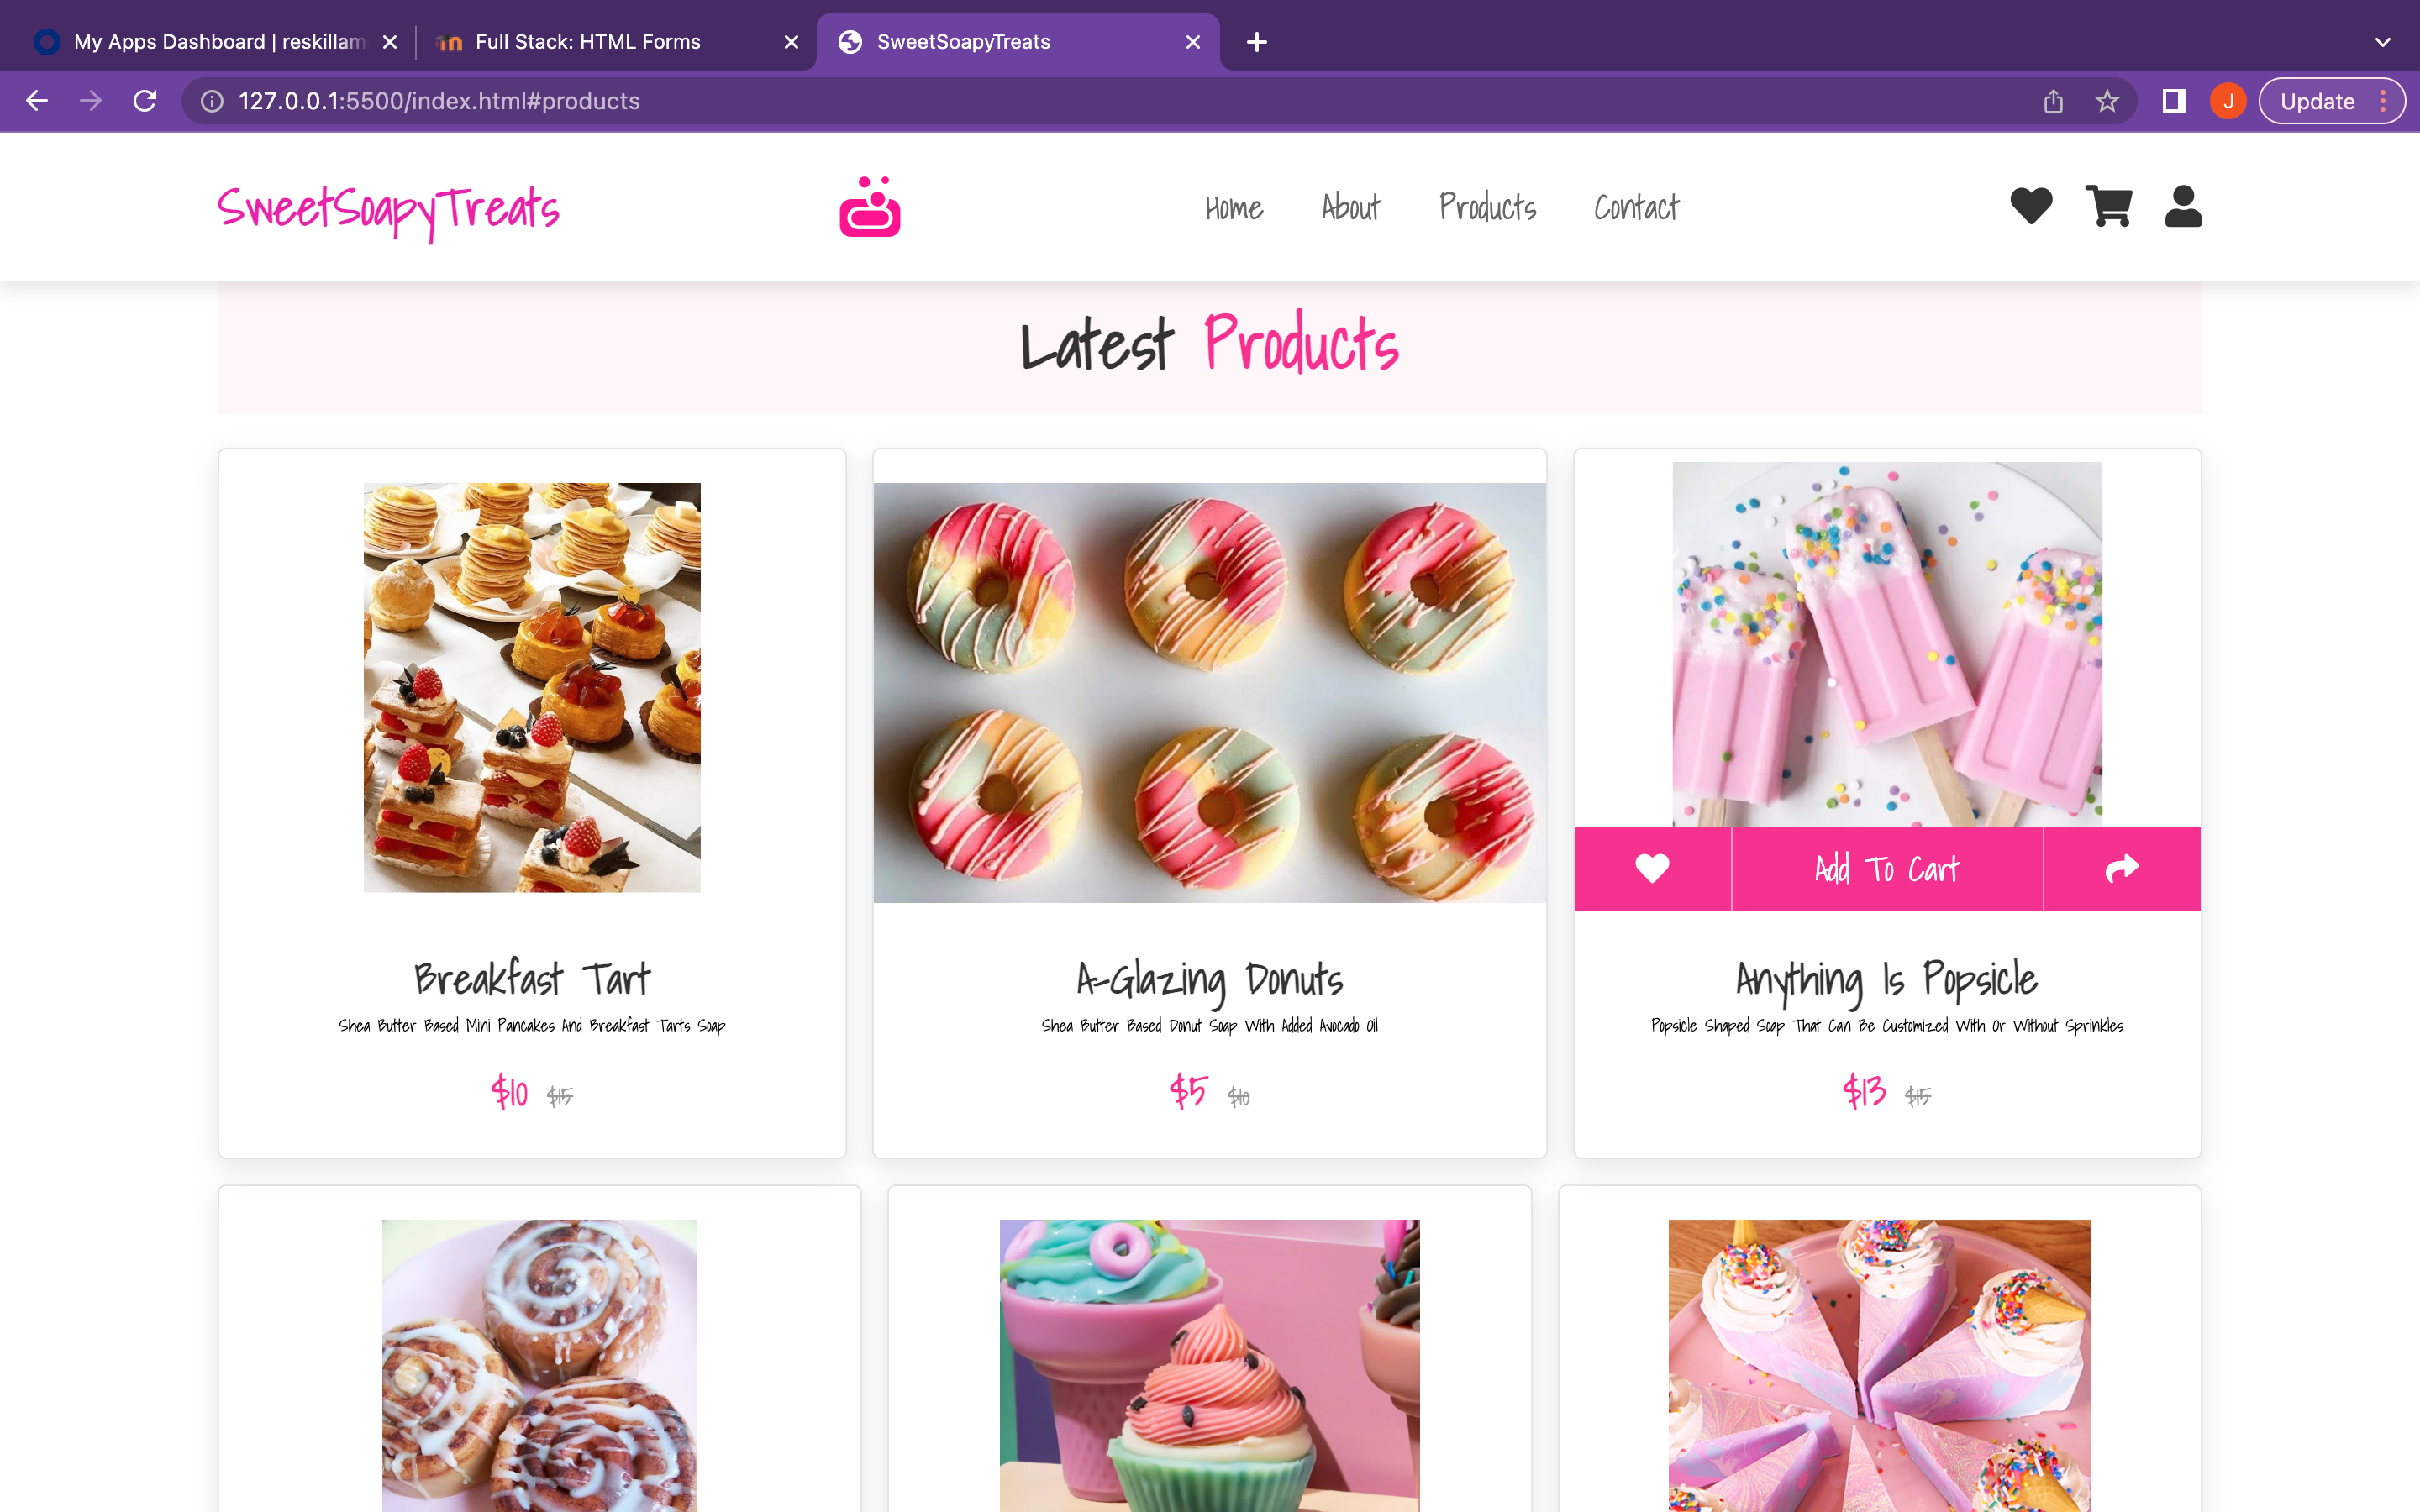 My Apps Dashboard | reskillam
Full Stack: HTML Forms
SweetSoapyTreats
127.0.0.1:5500/index.html#products
J
Update
SweetSoapyTreats
Home
About
Products
Contact
Latest Products
Add To Cart
Breakfast Tart
Shea Butter Based Mini Pancakes And Breakfast Tarts Soap
$10 $15
A-Glazing Donuts
Shea Butter Based Donut Soap With Added Avocado Oil
$5 $10
Anything Is Popsicle
Popsicle Shaped Soap That Can Be Customized With Or Without Sprinkles
$13 $15